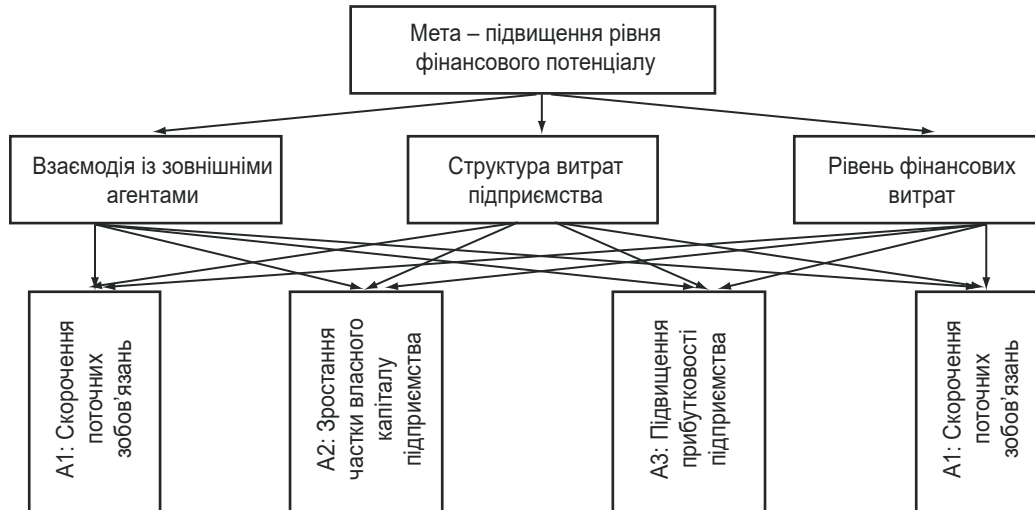 Мета – підвищення рівня
фінансового потенціалу
Взаємодія із зовнішніми
агентами
Структура витрат
підприємства
Рівень фінансових
витрат
А1: Скорочення
поточних
зобов’язань
А2: Зростання
частки власного
капіталу
підприємства
А3: Підвищення
прибутковості
підприємства
А1: Скорочення
поточних
зобов’язань